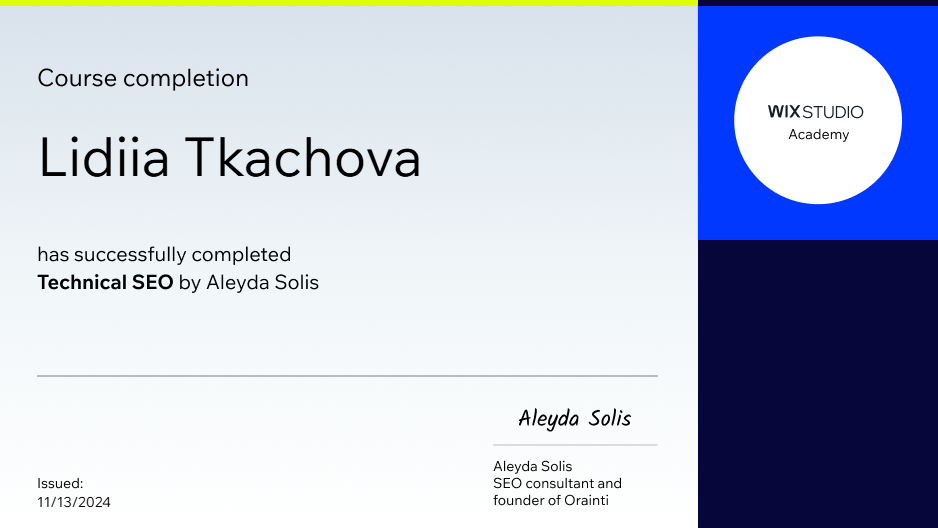 Course completion
Lidiia Tkachova
has successfully completed
Technical SEO by Aleyda Solis
Aleyda Solis
Aleyda Solis
SEO consultant and
founder of Orainti
Issued:
11/13/2024
WIX STUDIO
Academy